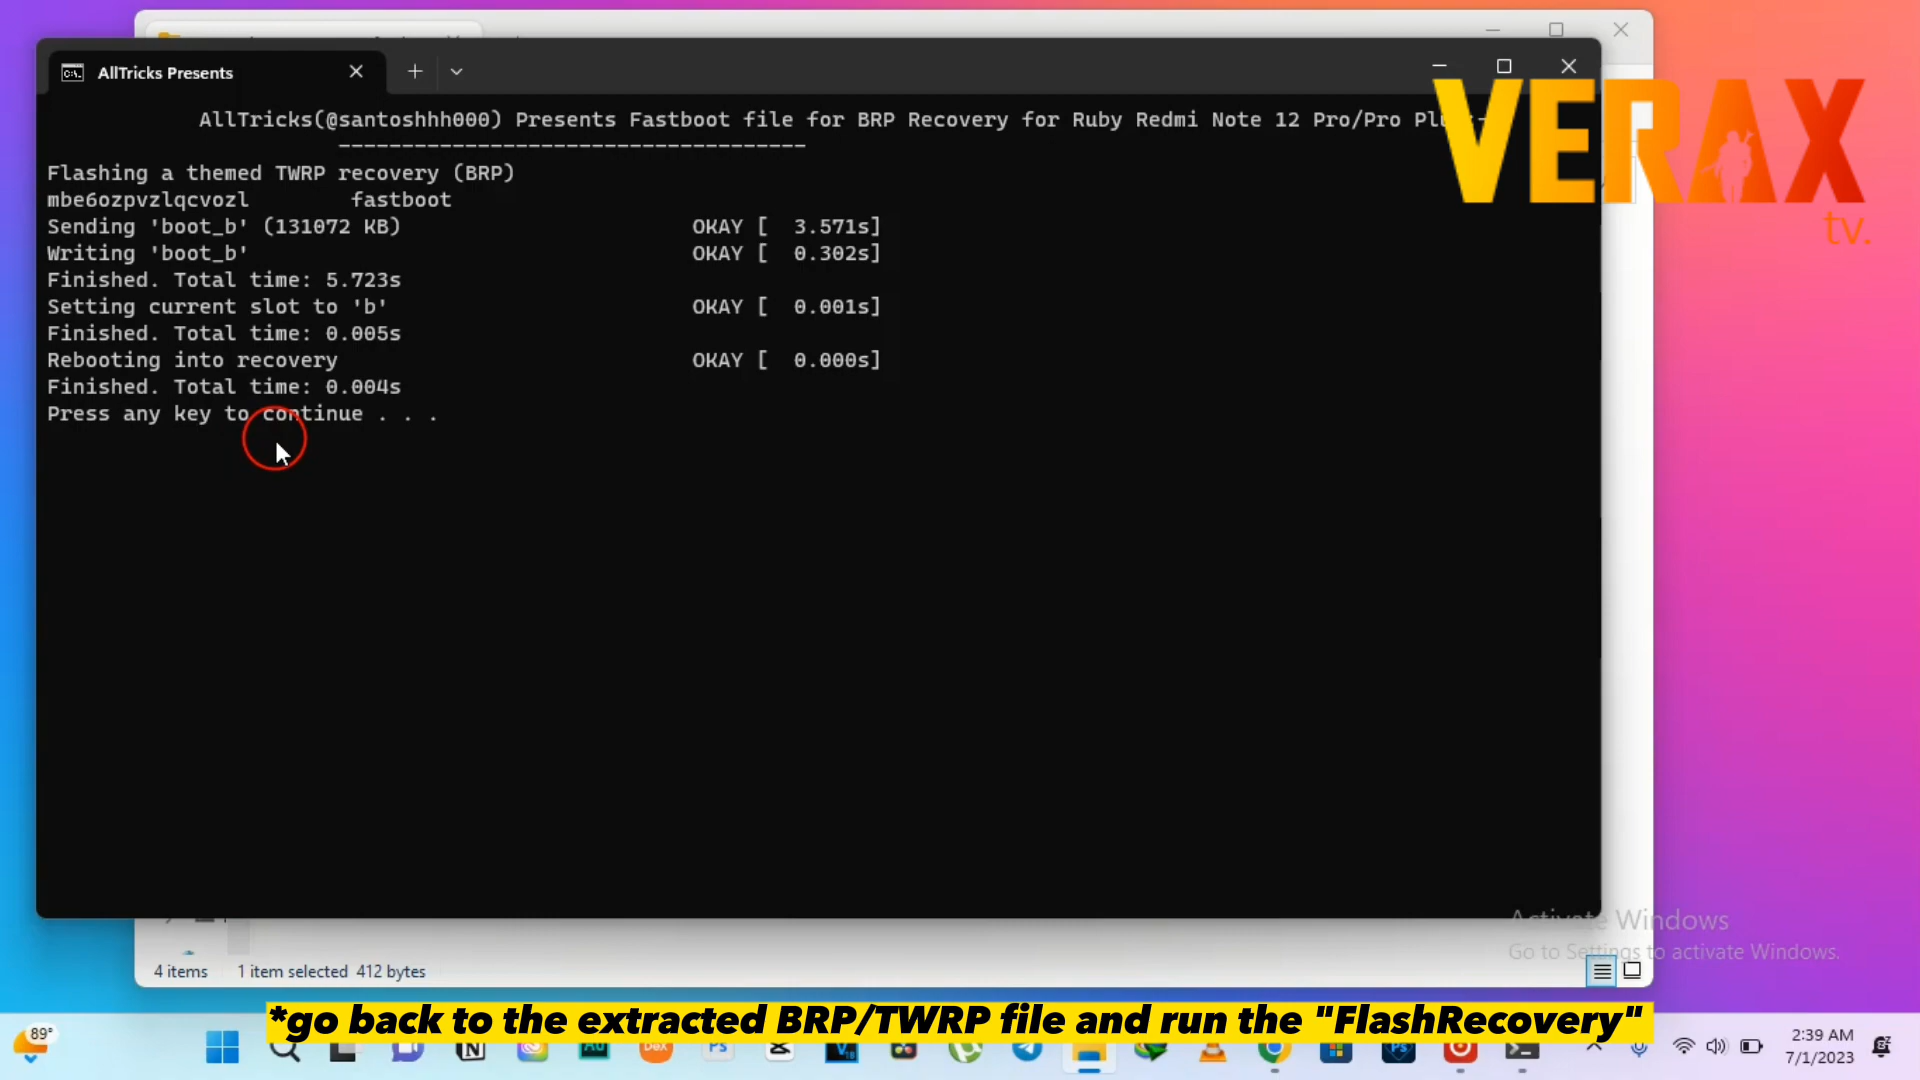 AllTricks Presents
AllTricks(@santoshhh000) Presents Fastboot file for BRP Recovery for Ruby Redmi Note 12 Pro/Pro
------------------------------------
Flashing a themed TWRP recovery (BRP)
mbe6ozpvzlqcvozl fastboot
Sending 'boot_b' (131072 KB) OKAY [ 3.571s]
Writing 'boot_b' OKAY [ 0.302s]
Finished. Total time: 5.723s
Setting current slot to 'b' OKAY [ 0.001s]
Finished. Total time: 0.005s
Rebooting into recovery OKAY [ 0.000s]
Finished. Total time: 0.004s
Press any key to continue . . .
VERAX
tv.
Activate Windows
Go to Settings to activate Windows.
4 items 1 item selected 412 bytes
*go back to the extracted BRP/TWRP file and run the "FlashRecovery"
89°
2:39 AM
7/1/2023